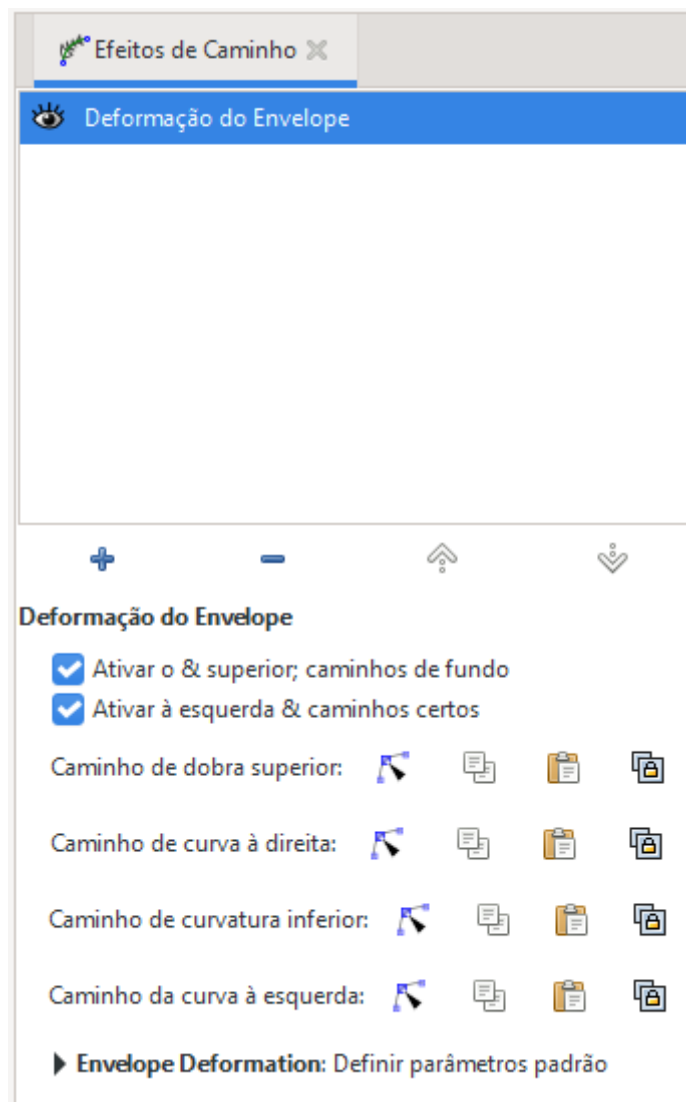 Efeitos de Caminho
Deformação do Envelope
Deformação do Envelope
Ativar o & superior; caminhos de fundo
Ativar à esquerda & caminhos certos
Caminho de dobra superior:
Caminho de curva à direita:
Caminho de curvatura inferior:
Caminho da curva à esquerda:
Envelope Deformation: Definir parâmetros padrão